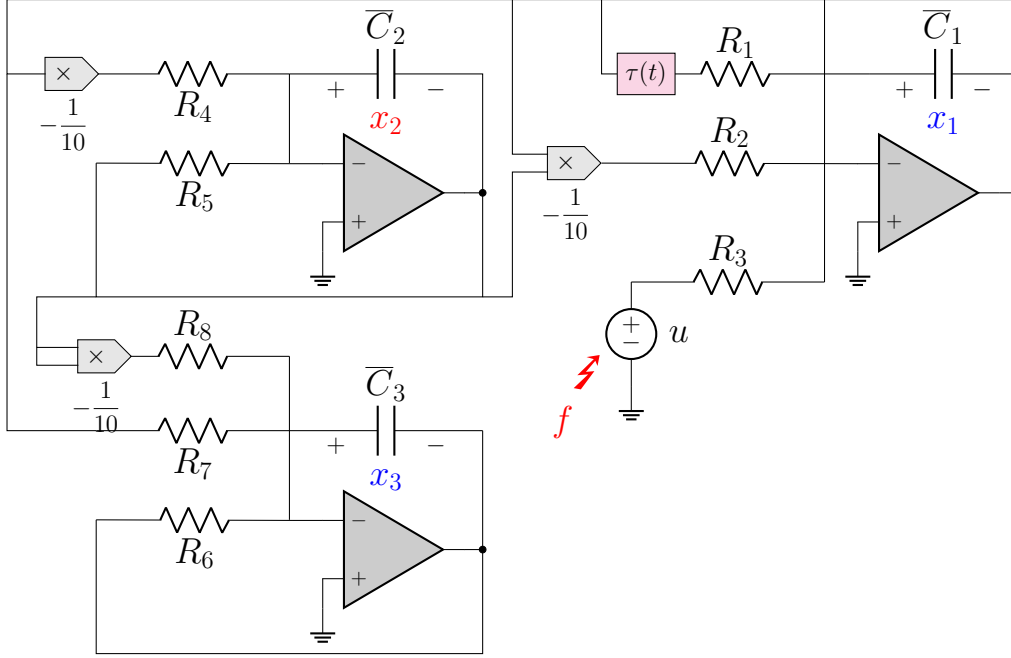 C̅₂
C̅₁
R₁
× τ(t)
+ − + −
R₄
x₂ x₁
−1/10
R₂
− × −
R₅
+ −1/10 +
R₃
R₈
+
−
u
×
−1/10
C̅₃
f
+ −
R₇
x₃
−
R₆
+